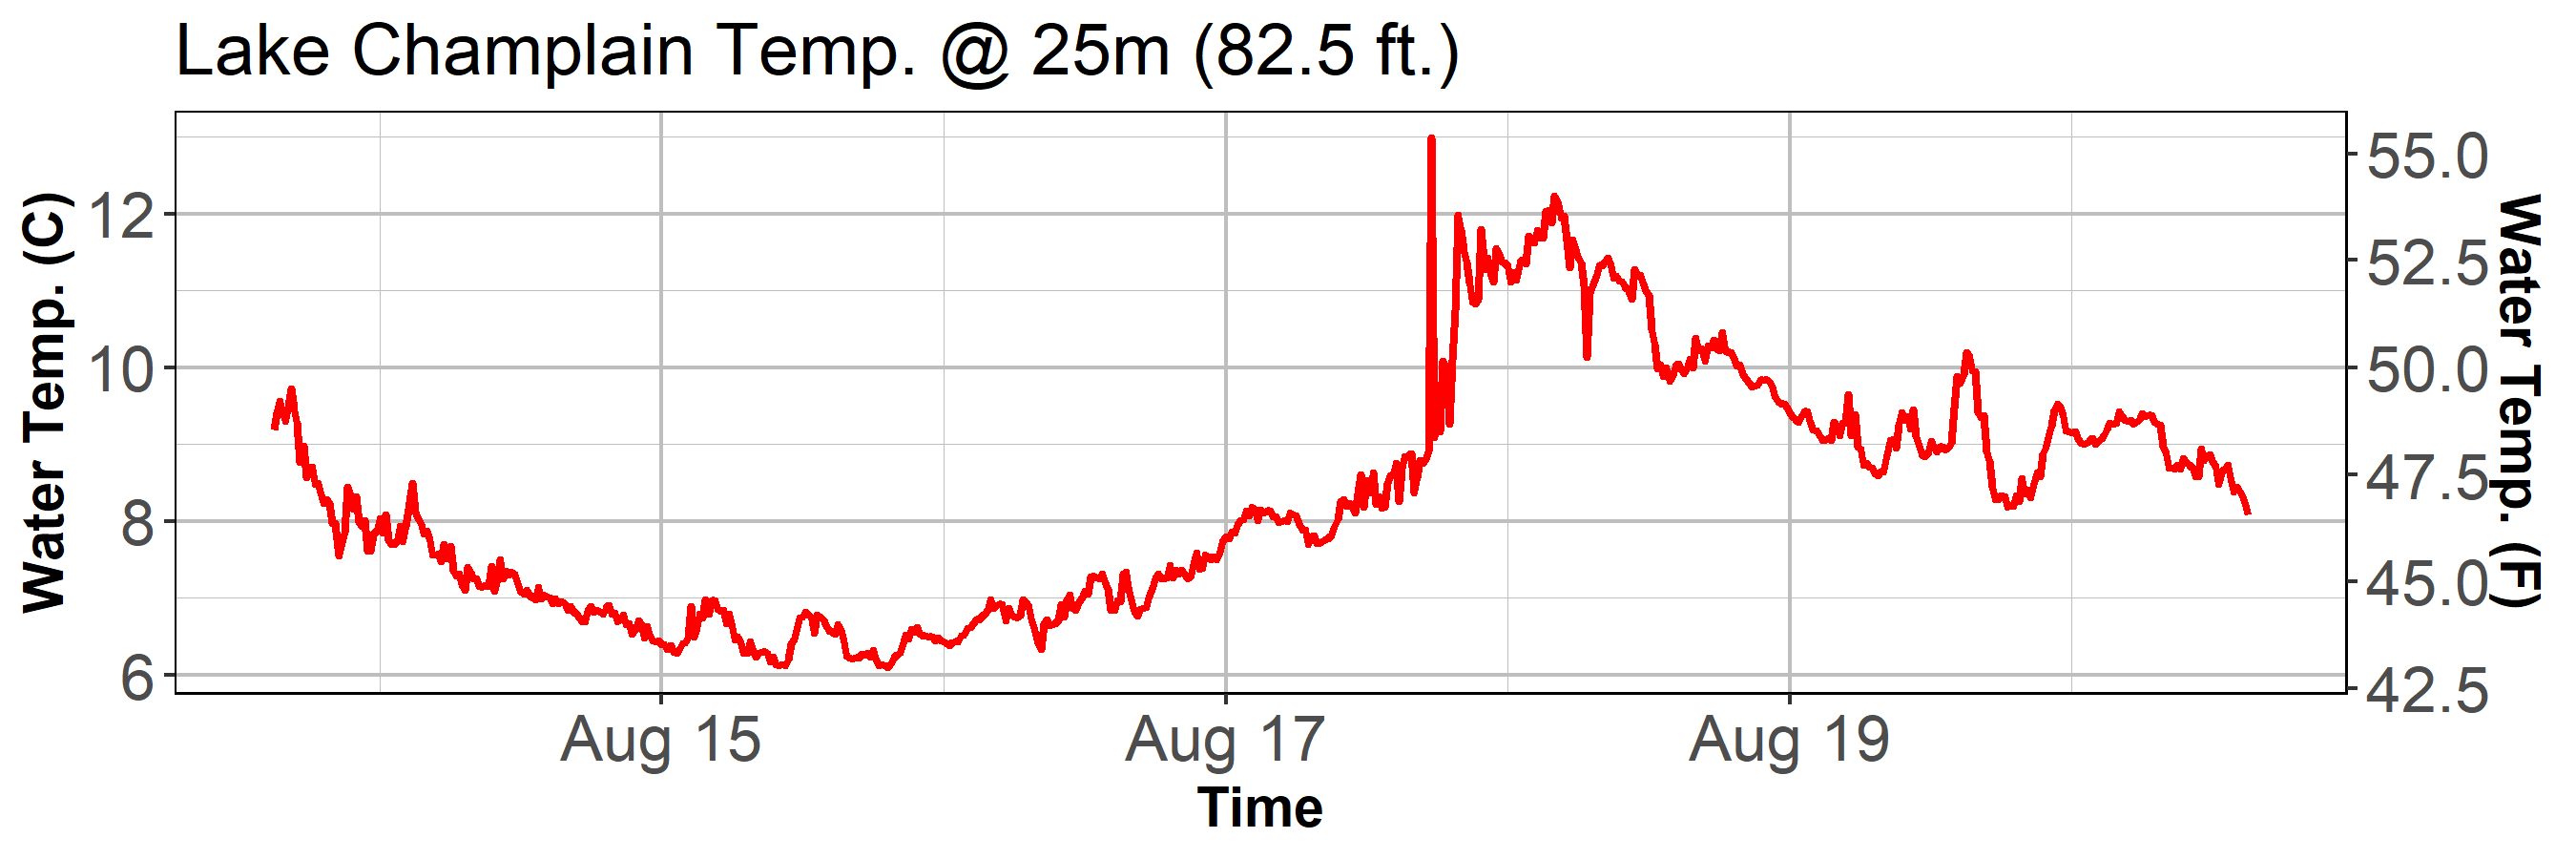 Lake Champlain Temp. @ 25m (82.5 ft.)
Water Temp. (C)
12
10
8
6
55.0
52.5
50.0
47.5
45.0
42.5
Water Temp. (F)
Aug 15
Aug 17
Aug 19
Time